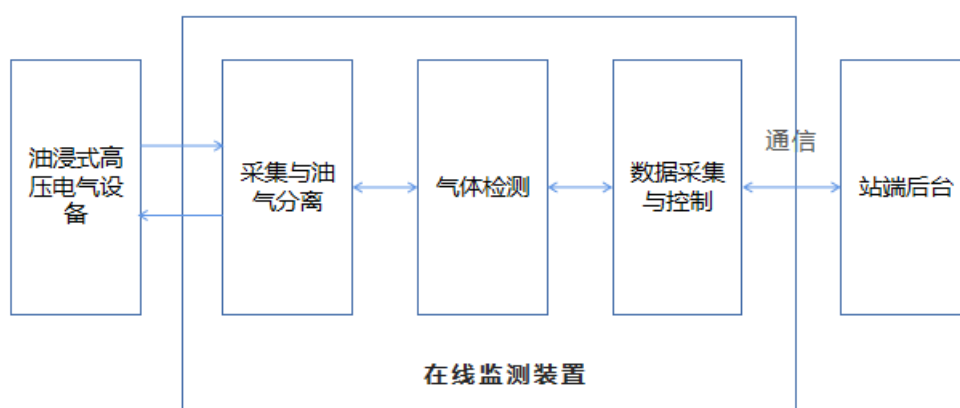 油浸式高
压电气设
备
采集与油
气分离
气体检测
数据采集
与控制
通信
站端后台
在线监测装置